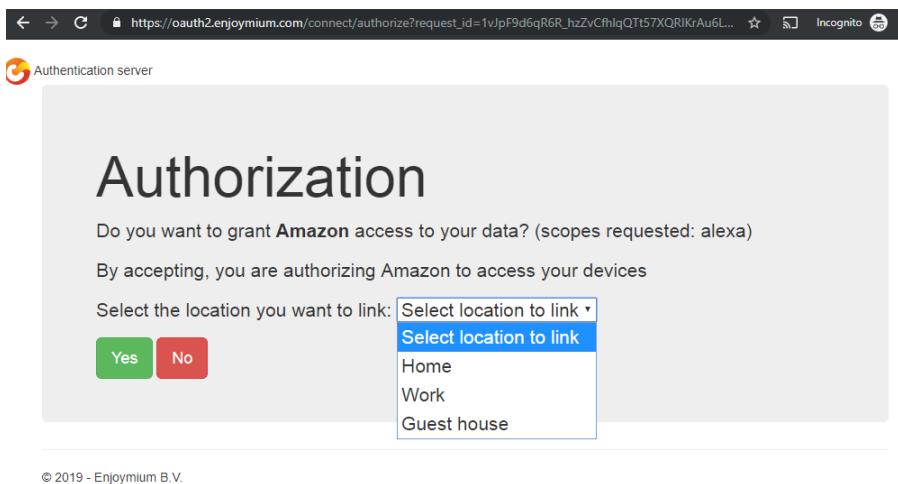 https://oauth2.enjoymium.com/connect/authorize?request_id=1vJpF9d6qR6R_hzZvCfhIqQTt57XQRIKrAu6L... Incognito
Authentication server
Authorization
Do you want to grant Amazon access to your data? (scopes requested: alexa)
By accepting, you are authorizing Amazon to access your devices
Select the location you want to link: Select location to link
Select location to link
Yes No
Home
Work
Guest house
© 2019 - Enjoymium B.V.